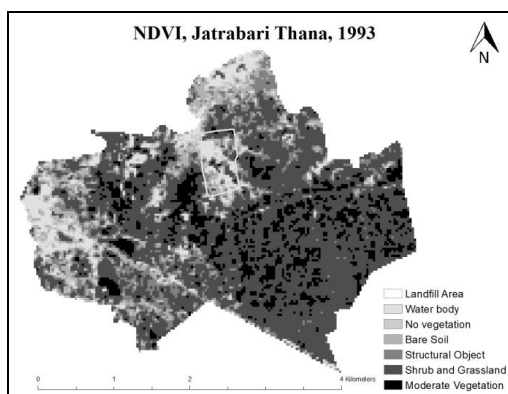 NDVI, Jatrabari Thana, 1993
N
Landfill Area
Water body
No vegetation
Bare Soil
Structural Object
Shrub and Grassland
Moderate Vegetation
0 1 2 4 Kilometers